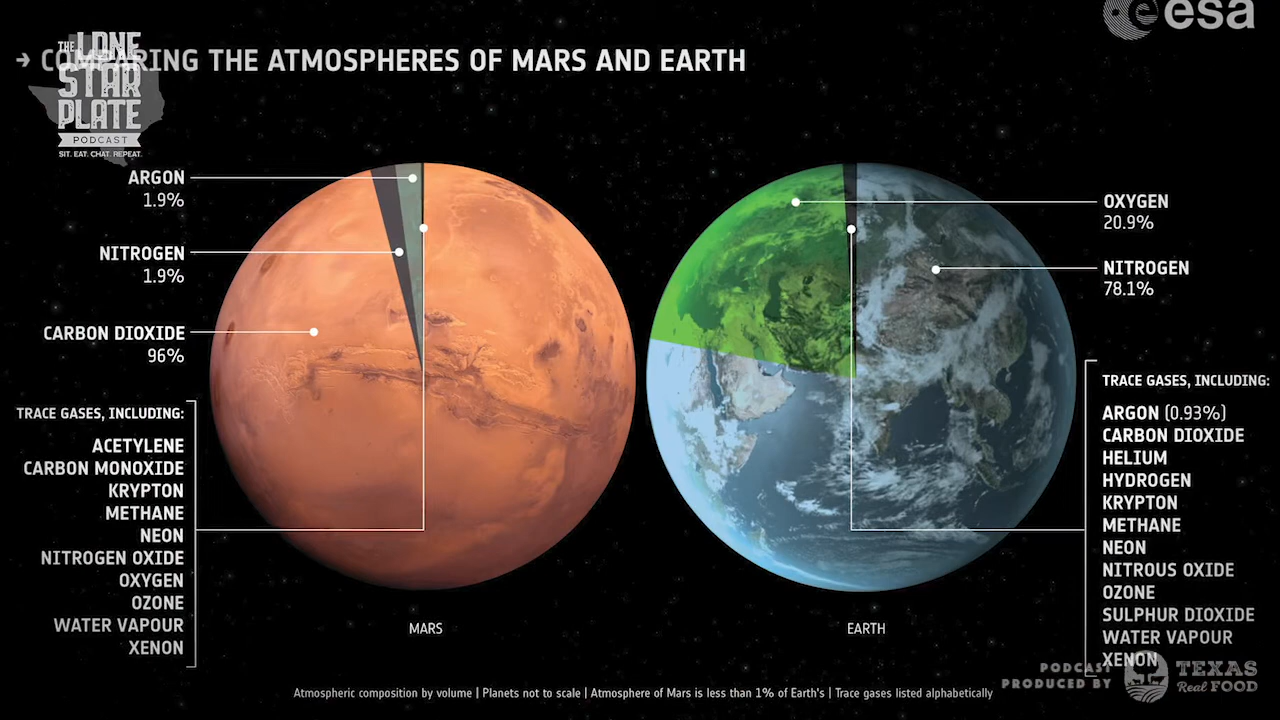 esa
→ COMPARING THE ATMOSPHERES OF MARS AND EARTH
THE LONE
STAR
PLATE
PODCAST
SIT. EAT. CHAT. REPEAT.
ARGON
1.9%
NITROGEN
1.9%
CARBON DIOXIDE
96%
TRACE GASES, INCLUDING:
ACETYLENE
CARBON MONOXIDE
KRYPTON
METHANE
NEON
NITROGEN OXIDE
OXYGEN
OZONE
WATER VAPOUR
XENON
MARS
OXYGEN
20.9%
NITROGEN
78.1%
TRACE GASES, INCLUDING:
ARGON (0.93%)
CARBON DIOXIDE
HELIUM
HYDROGEN
KRYPTON
METHANE
NEON
NITROUS OXIDE
OZONE
SULPHUR DIOXIDE
WATER VAPOUR
XENON
EARTH
Atmospheric composition by volume | Planets not to scale | Atmosphere of Mars is less than 1% of Earth's | Trace gases listed alphabetically
PODCAST
PRODUCED BY
TEXAS
Real FOOD